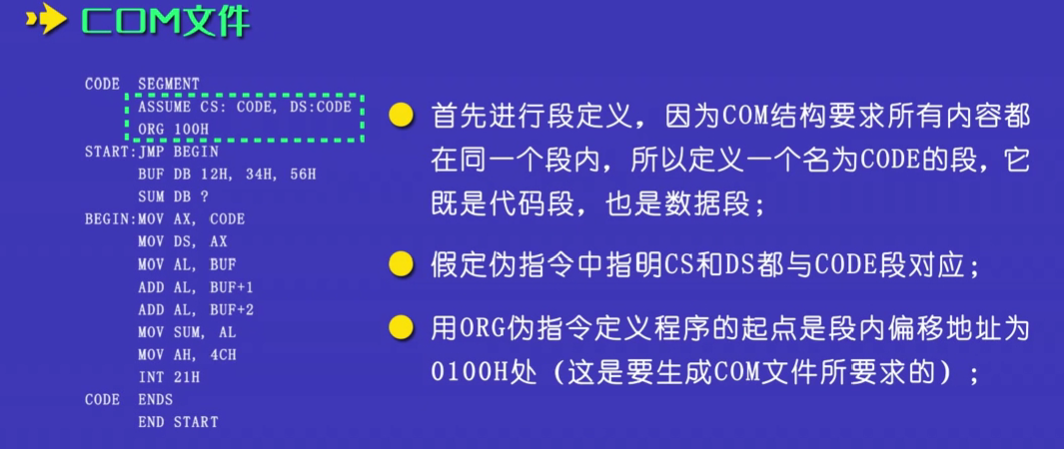 COM文件
CODE SEGMENT
ASSUME CS: CODE, DS:CODE
ORG 100H
START:JMP BEGIN
BUF DB 12H, 34H, 56H
SUM DB ?
BEGIN:MOV AX, CODE
MOV DS, AX
MOV AL, BUF
ADD AL, BUF+1
ADD AL, BUF+2
MOV SUM, AL
MOV AH, 4CH
INT 21H
CODE ENDS
END START
首先进行段定义，因为COM结构要求所有内容都
在同一个段内，所以定义一个名为CODE的段，它
既是代码段，也是数据段；
假定伪指令中指明CS和DS都与CODE段对应；
用ORG伪指令定义程序的起点是段内偏移地址为
0100H处（这是要生成COM文件所要求的）；